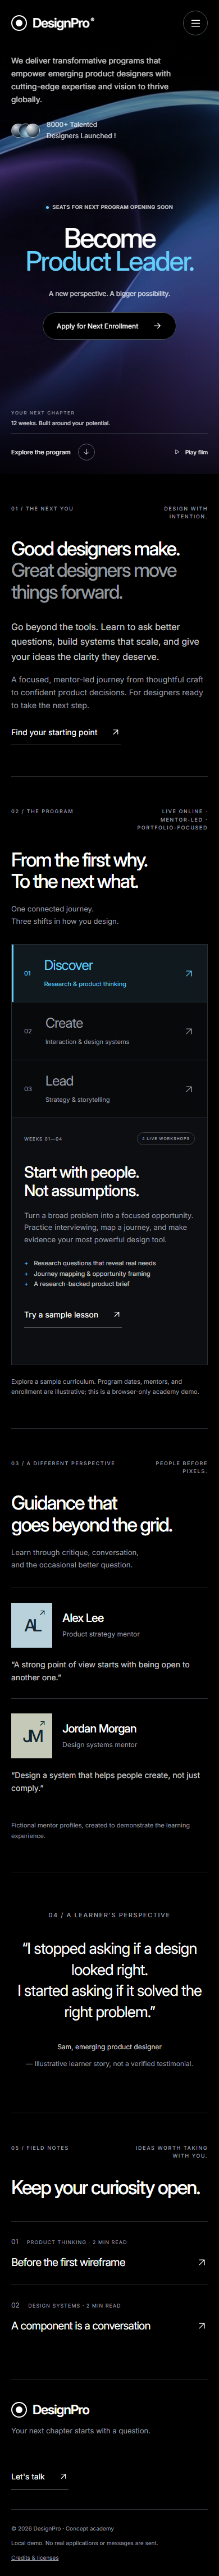 DesignPro®
We deliver transformative programs that
empower emerging product designers with
cutting-edge expertise and vision to thrive
globally.
8000+ Talented
Designers Launched !
SEATS FOR NEXT PROGRAM OPENING SOON
Become
Product Leader.
A new perspective. A bigger possibility.
Apply for Next Enrollment
YOUR NEXT CHAPTER
12 weeks. Built around your potential.
Explore the program
Play film
01 / THE NEXT YOU
DESIGN WITH
INTENTION.
Good designers make.
Great designers move
things forward.
Go beyond the tools. Learn to ask better
questions, build systems that scale, and give
your ideas the clarity they deserve.
A focused, mentor-led journey from thoughtful craft
to confident product decisions. For designers ready
to take the next step.
Find your starting point
02 / THE PROGRAM
LIVE ONLINE ·
MENTOR-LED ·
PORTFOLIO-FOCUSED
From the first why.
To the next what.
One connected journey.
Three shifts in how you design.
01
Discover
Research & product thinking
02
Create
Interaction & design systems
03
Lead
Strategy & storytelling
WEEKS 01—04
4 LIVE WORKSHOPS
Start with people.
Not assumptions.
Turn a broad problem into a focused opportunity.
Practice interviewing, map a journey, and make
evidence your most powerful design tool.
+ Research questions that reveal real needs
+ Journey mapping & opportunity framing
+ A research-backed product brief
Try a sample lesson
Explore a sample curriculum. Program dates, mentors, and
enrollment are illustrative; this is a browser-only academy demo.
03 / A DIFFERENT PERSPECTIVE
PEOPLE BEFORE
PIXELS.
Guidance that
goes beyond the grid.
Learn through critique, conversation,
and the occasional better question.
AL
Alex Lee
Product strategy mentor
“A strong point of view starts with being open to
another one.”
JM
Jordan Morgan
Design systems mentor
“Design a system that helps people create, not just
comply.”
Fictional mentor profiles, created to demonstrate the learning
experience.
04 / A LEARNER'S PERSPECTIVE
“I stopped asking if a design
looked right.
I started asking if it solved the
right problem.”
Sam, emerging product designer
— Illustrative learner story, not a verified testimonial.
05 / FIELD NOTES
IDEAS WORTH TAKING
WITH YOU.
Keep your curiosity open.
01 PRODUCT THINKING · 2 MIN READ
Before the first wireframe
02 DESIGN SYSTEMS · 2 MIN READ
A component is a conversation
DesignPro
Your next chapter starts with a question.
Let's talk
© 2026 DesignPro · Concept academy
Local demo. No real applications or messages are sent.
Credits & licenses